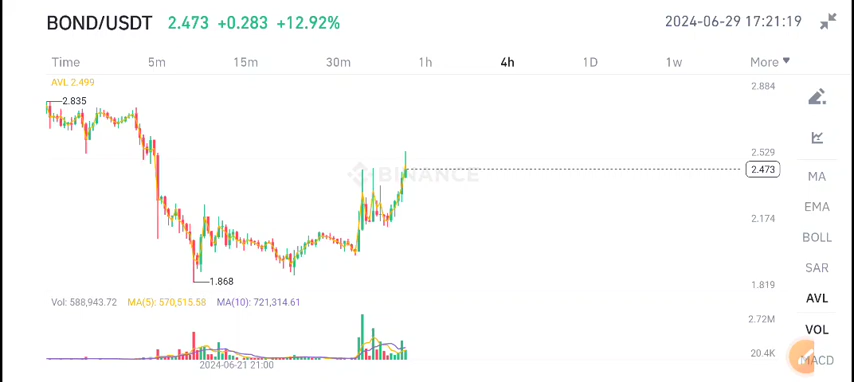 BOND/USDT 2.473 +0.283 +12.92% 2024-06-29 17:21:19
Time 5m 15m 30m 1h 4h 1D 1w More
AVL 2.499
2.884
2.835
2.529
2.473
BINANCE
MA
EMA
2.174
BOLL
SAR
1.868
1.819
AVL
Vol: 588,943.72 MA(5): 570,515.58 MA(10): 721,314.61
2.72M
VOL
20.4K
MACD
2024-06-21 21:00